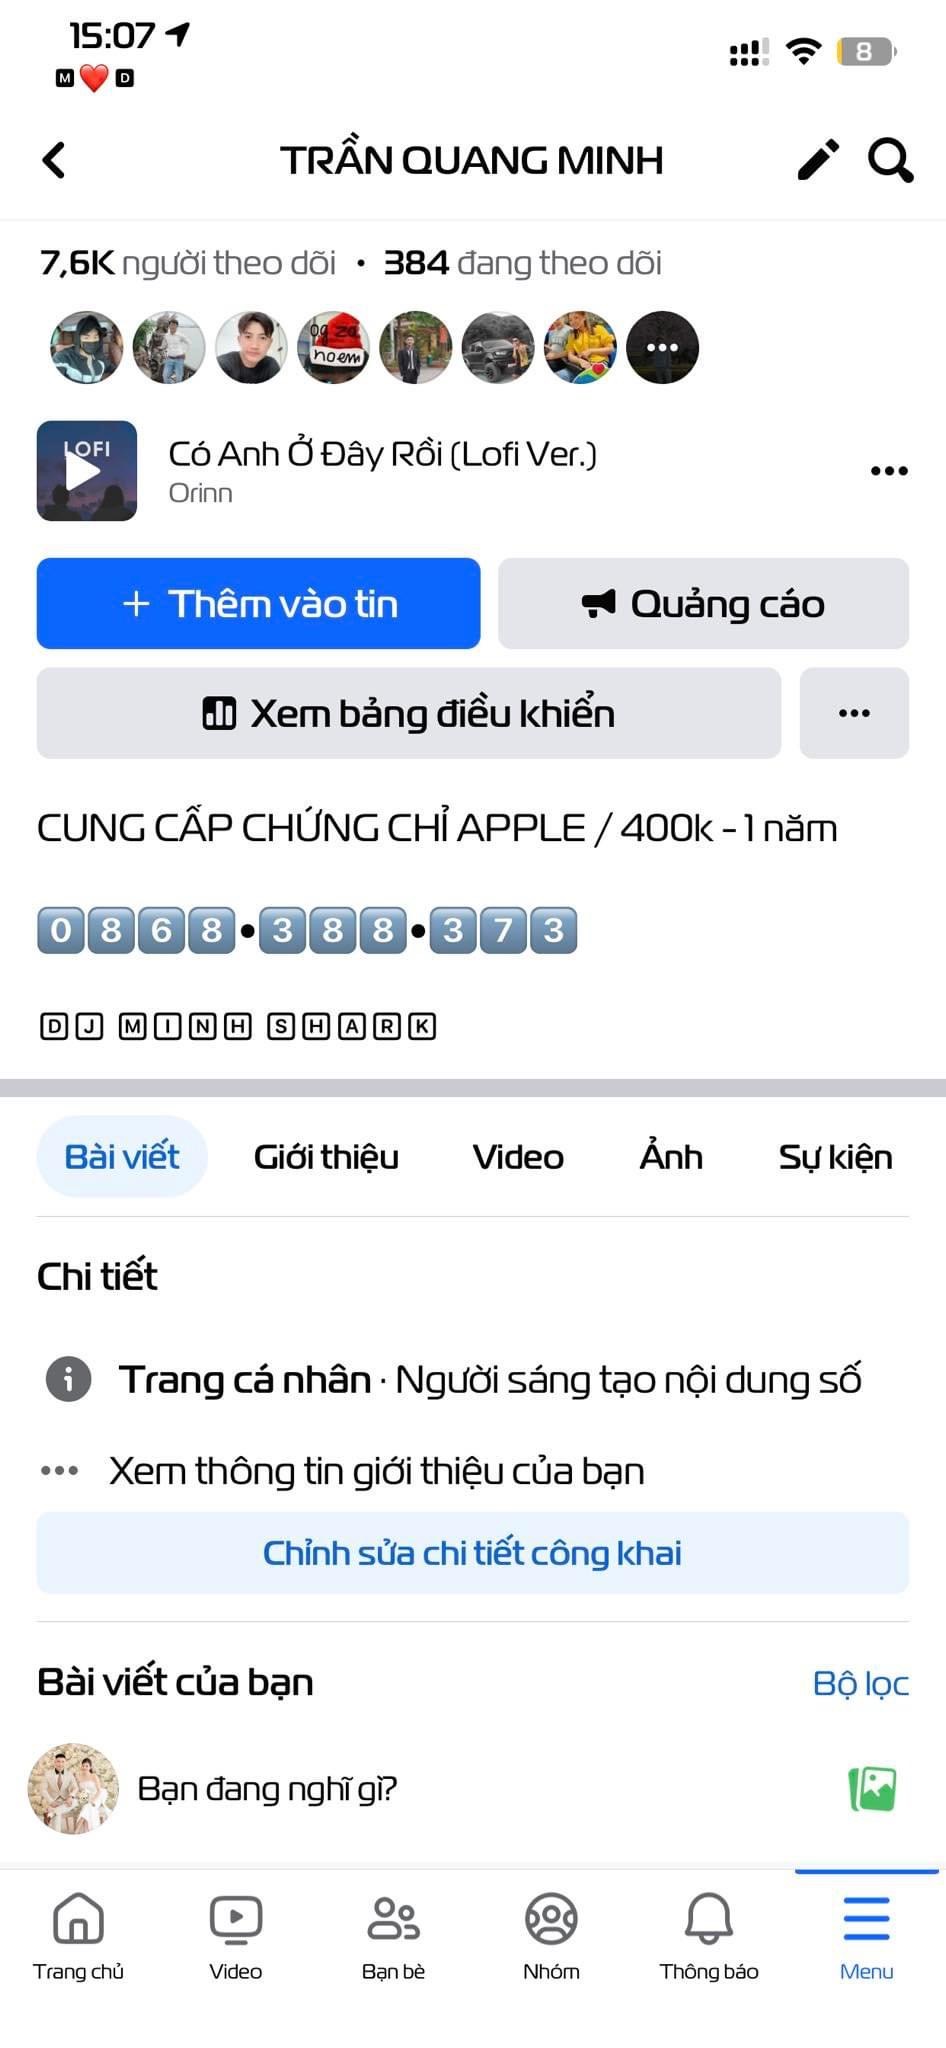 15:07
M ❤️ D
8
TRẦN QUANG MINH
7,6K người theo dõi • 384 đang theo dõi
og za
noem
LOFI
Có Anh Ở Đây Rồi (Lofi Ver.)
Orinn
+ Thêm vào tin
Quảng cáo
Xem bảng điều khiển
CUNG CẤP CHỨNG CHỈ APPLE / 400k - 1 năm
0868•388•373
DJ MINH SHARK
Bài viết
Giới thiệu
Video
Ảnh
Sự kiện
Chi tiết
Trang cá nhân · Người sáng tạo nội dung số
Xem thông tin giới thiệu của bạn
Chỉnh sửa chi tiết công khai
Bài viết của bạn
Bộ lọc
Bạn đang nghĩ gì?
Trang chủ
Video
Bạn bè
Nhóm
Thông báo
Menu